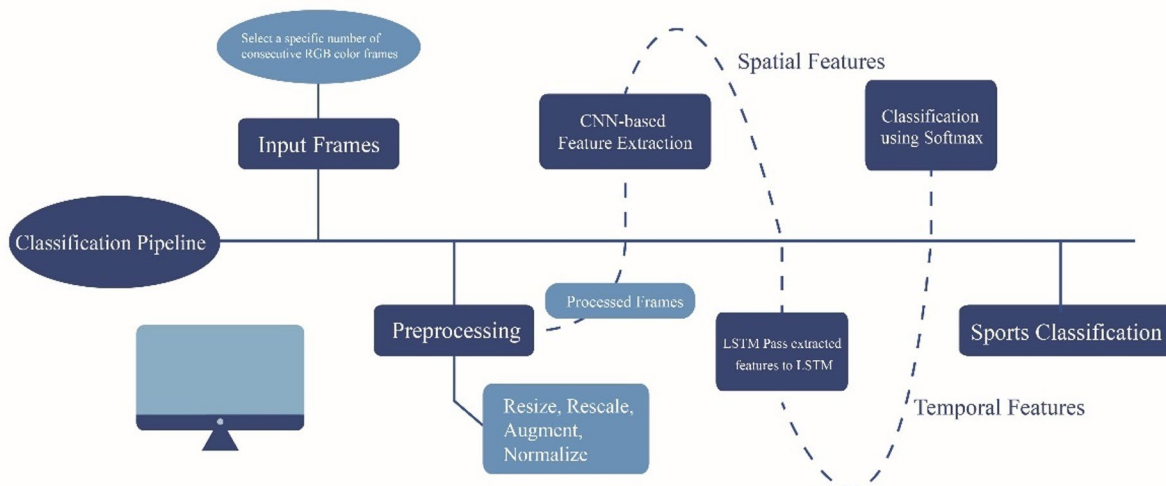 Select a specific number of
consecutive RGB color frames
Input Frames
Classification Pipeline
Preprocessing
Resize, Rescale,
Augment,
Normalize
Processed Frames
CNN-based
Feature Extraction
Spatial Features
LSTM Pass extracted
features to LSTM
Temporal Features
Classification
using Softmax
Sports Classification